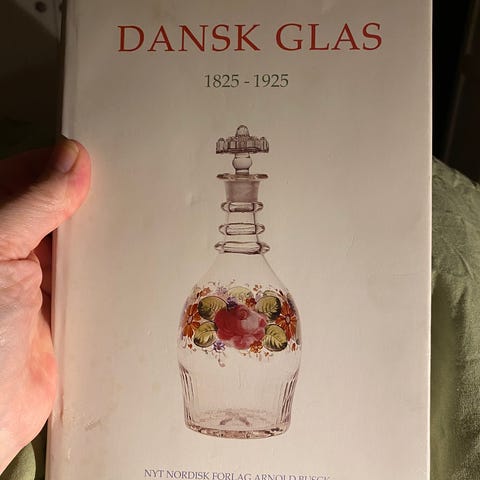 DANSK GLAS
1825 - 1925
NYT NORDISK FORLAG ARNOLD BUSCK